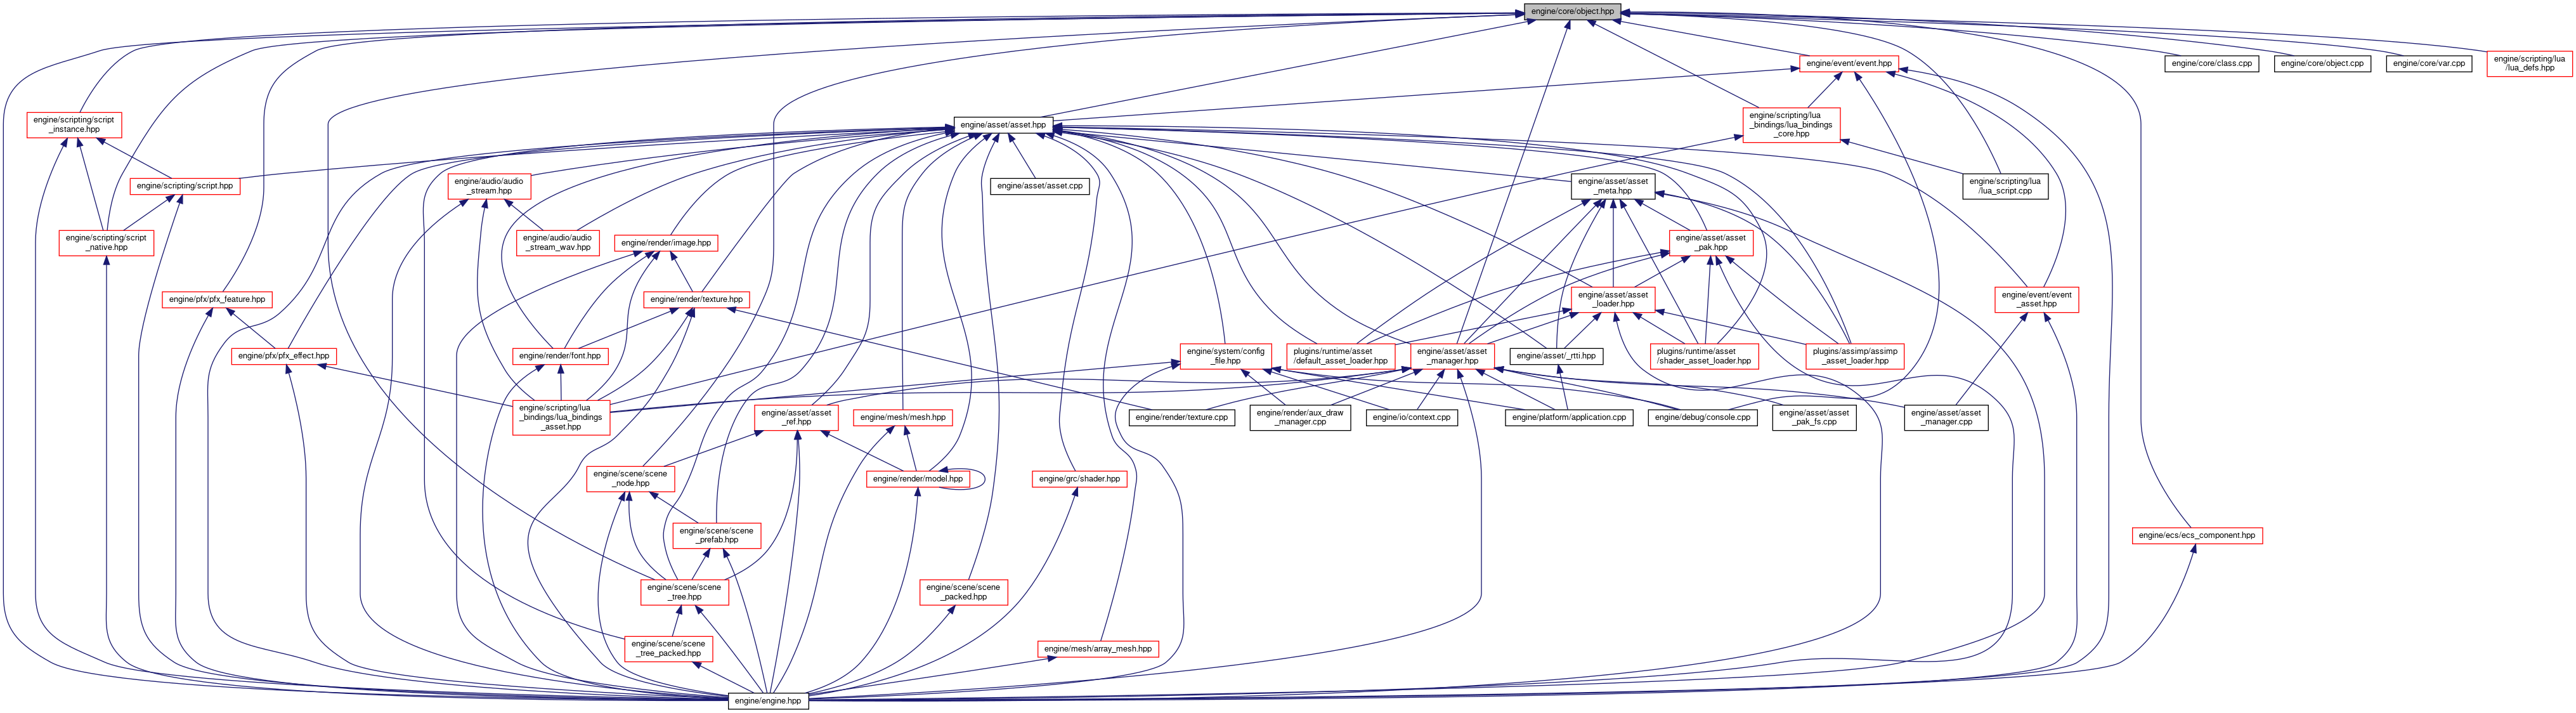 engine/core/object.hpp
engine/event/event.hpp
engine/core/class.cpp
engine/core/object.cpp
engine/core/var.cpp
engine/scripting/lua
/lua_defs.hpp
engine/scripting/script
_instance.hpp
engine/asset/asset.hpp
engine/scripting/lua
_bindings/lua_bindings
_core.hpp
engine/scripting/script.hpp
engine/audio/audio
_stream.hpp
engine/asset/asset.cpp
engine/asset/asset
_meta.hpp
engine/scripting/lua
/lua_script.cpp
engine/scripting/script
_native.hpp
engine/audio/audio
_stream_wav.hpp
engine/render/image.hpp
engine/asset/asset
_pak.hpp
engine/pfx/pfx_feature.hpp
engine/render/texture.hpp
engine/asset/asset
_loader.hpp
engine/event/event
_asset.hpp
engine/pfx/pfx_effect.hpp
engine/render/font.hpp
engine/system/config
_file.hpp
plugins/runtime/asset
/default_asset_loader.hpp
engine/asset/asset
_manager.hpp
engine/asset/_rtti.hpp
plugins/runtime/asset
/shader_asset_loader.hpp
plugins/assimp/assimp
_asset_loader.hpp
engine/scripting/lua
_bindings/lua_bindings
_asset.hpp
engine/asset/asset
_ref.hpp
engine/mesh/mesh.hpp
engine/render/texture.cpp
engine/render/aux_draw
_manager.cpp
engine/io/context.cpp
engine/platform/application.cpp
engine/debug/console.cpp
engine/asset/asset
_pak_fs.cpp
engine/asset/asset
_manager.cpp
engine/scene/scene
_node.hpp
engine/render/model.hpp
engine/grc/shader.hpp
engine/scene/scene
_prefab.hpp
engine/ecs/ecs_component.hpp
engine/scene/scene
_tree.hpp
engine/scene/scene
_packed.hpp
engine/scene/scene
_tree_packed.hpp
engine/mesh/array_mesh.hpp
engine/engine.hpp